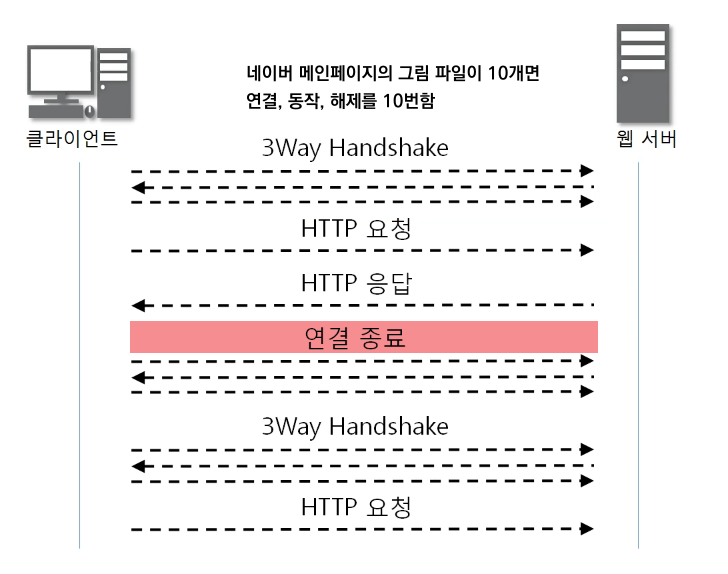 네이버 메인페이지의 그림 파일이 10개면
연결, 동작, 해제를 10번함
클라이언트
웹 서버
3Way Handshake
HTTP 요청
HTTP 응답
연결 종료
3Way Handshake
HTTP 요청